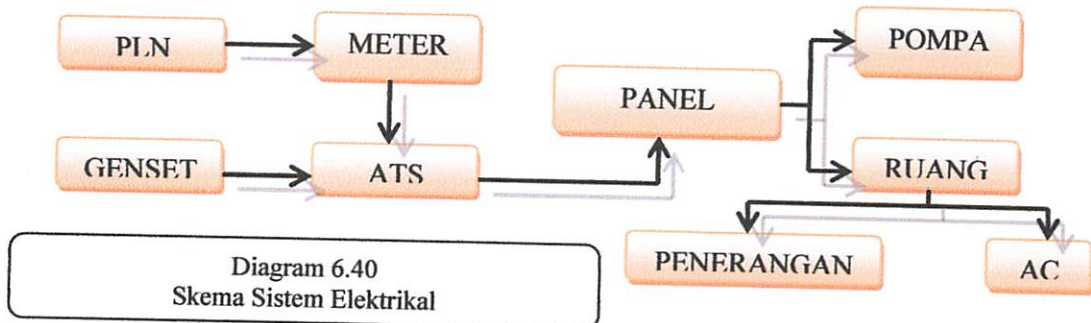 PLN
METER
POMPA
PANEL
GENSET
ATS
RUANG
PENERANGAN
AC
Diagram 6.40
Skema Sistem Elektrikal